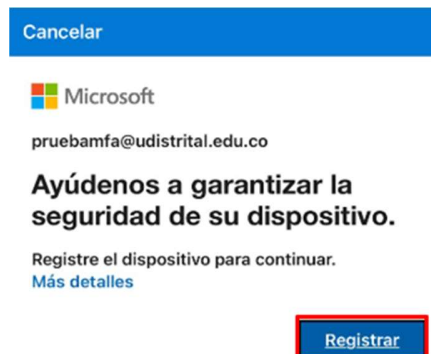 Cancelar
Microsoft
pruebamfa@udistrital.edu.co
Ayúdenos a garantizar la
seguridad de su dispositivo.
Registre el dispositivo para continuar.
Más detalles
Registrar